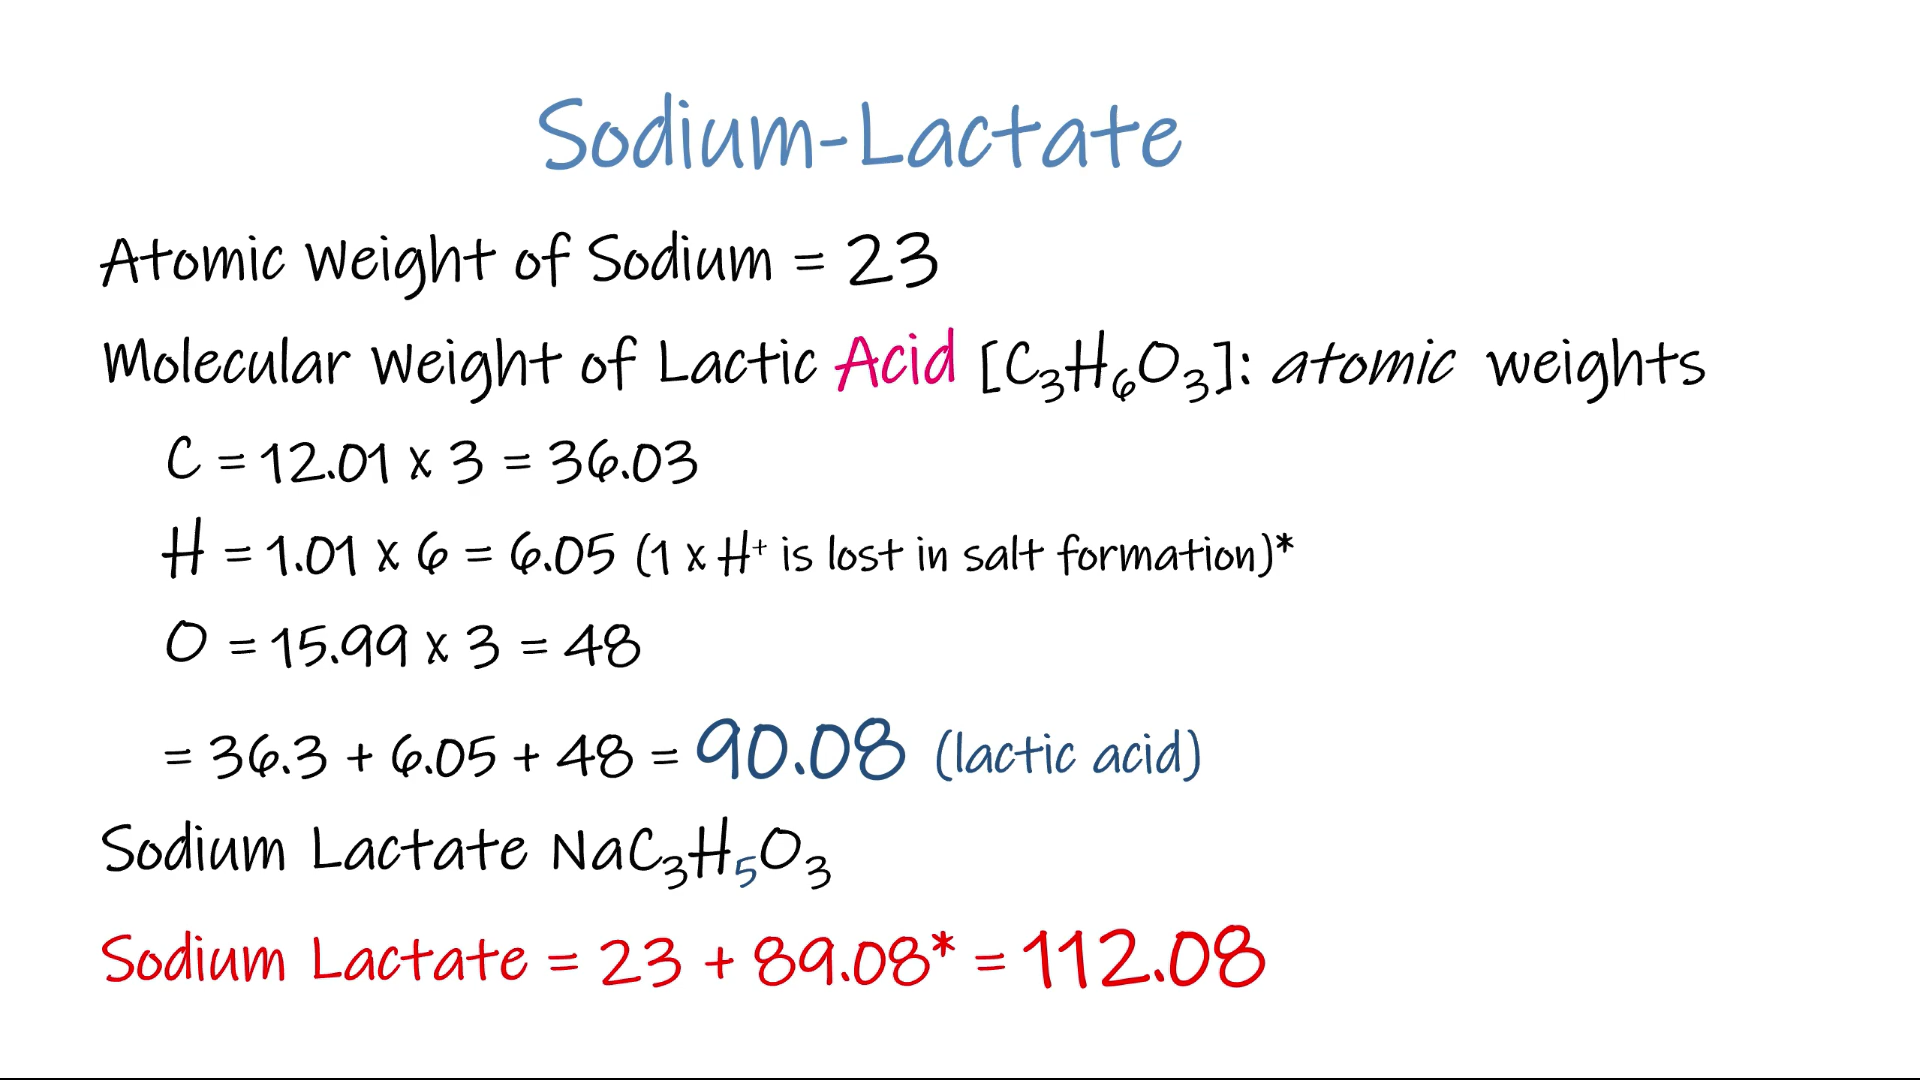 Sodium-Lactate
Atomic Weight of Sodium = 23
Molecular Weight of Lactic Acid [C₃H₆O₃]: atomic weights
C = 12.01 x 3 = 36.03
H = 1.01 x 6 = 6.05 (1 x H⁺ is lost in salt formation)*
O = 15.99 x 3 = 48
= 36.3 + 6.05 + 48 = 90.08 (lactic acid)
Sodium Lactate NaC₃H₅O₃
Sodium Lactate = 23 + 89.08* = 112.08